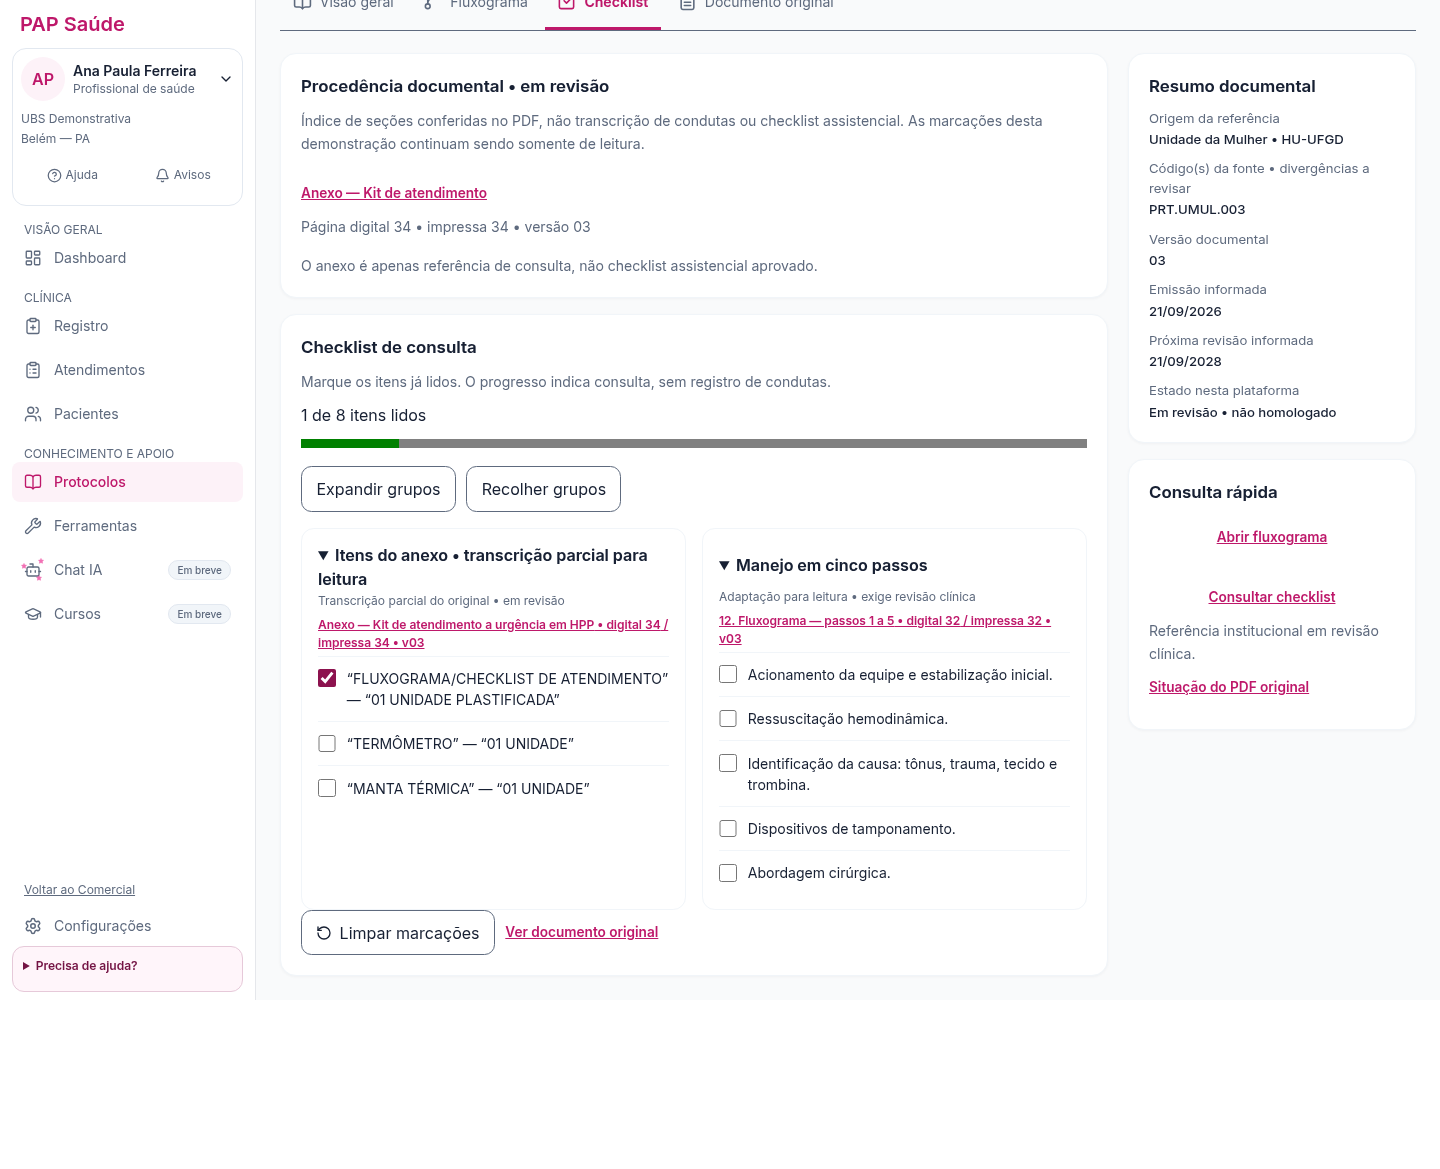 PAP Saúde
AP
Ana Paula Ferreira
Profissional de saúde
UBS Demonstrativa
Belém — PA
Ajuda
Avisos
VISÃO GERAL
Dashboard
CLÍNICA
Registro
Atendimentos
Pacientes
CONHECIMENTO E APOIO
Protocolos
Ferramentas
Chat IA
Em breve
Cursos
Em breve
Voltar ao Comercial
Configurações
Precisa de ajuda?
Visão geral
Fluxograma
Checklist
Documento original
Procedência documental • em revisão
Índice de seções conferidas no PDF, não transcrição de condutas ou checklist assistencial. As marcações desta
demonstração continuam sendo somente de leitura.
Anexo — Kit de atendimento
Página digital 34 • impressa 34 • versão 03
O anexo é apenas referência de consulta, não checklist assistencial aprovado.
Checklist de consulta
Marque os itens já lidos. O progresso indica consulta, sem registro de condutas.
1 de 8 itens lidos
Expandir grupos
Recolher grupos
Itens do anexo • transcrição parcial para
leitura
Transcrição parcial do original • em revisão
Anexo — Kit de atendimento a urgência em HPP • digital 34 /
impressa 34 • v03
“FLUXOGRAMA/CHECKLIST DE ATENDIMENTO”
— “01 UNIDADE PLASTIFICADA”
“TERMÔMETRO” — “01 UNIDADE”
“MANTA TÉRMICA” — “01 UNIDADE”
Manejo em cinco passos
Adaptação para leitura • exige revisão clínica
12. Fluxograma — passos 1 a 5 • digital 32 / impressa 32 •
v03
Acionamento da equipe e estabilização inicial.
Ressuscitação hemodinâmica.
Identificação da causa: tônus, trauma, tecido e
trombina.
Dispositivos de tamponamento.
Abordagem cirúrgica.
Limpar marcações
Ver documento original
Resumo documental
Origem da referência
Unidade da Mulher • HU-UFGD
Código(s) da fonte • divergências a
revisar
PRT.UMUL.003
Versão documental
03
Emissão informada
21/09/2026
Próxima revisão informada
21/09/2028
Estado nesta plataforma
Em revisão • não homologado
Consulta rápida
Abrir fluxograma
Consultar checklist
Referência institucional em revisão
clínica.
Situação do PDF original